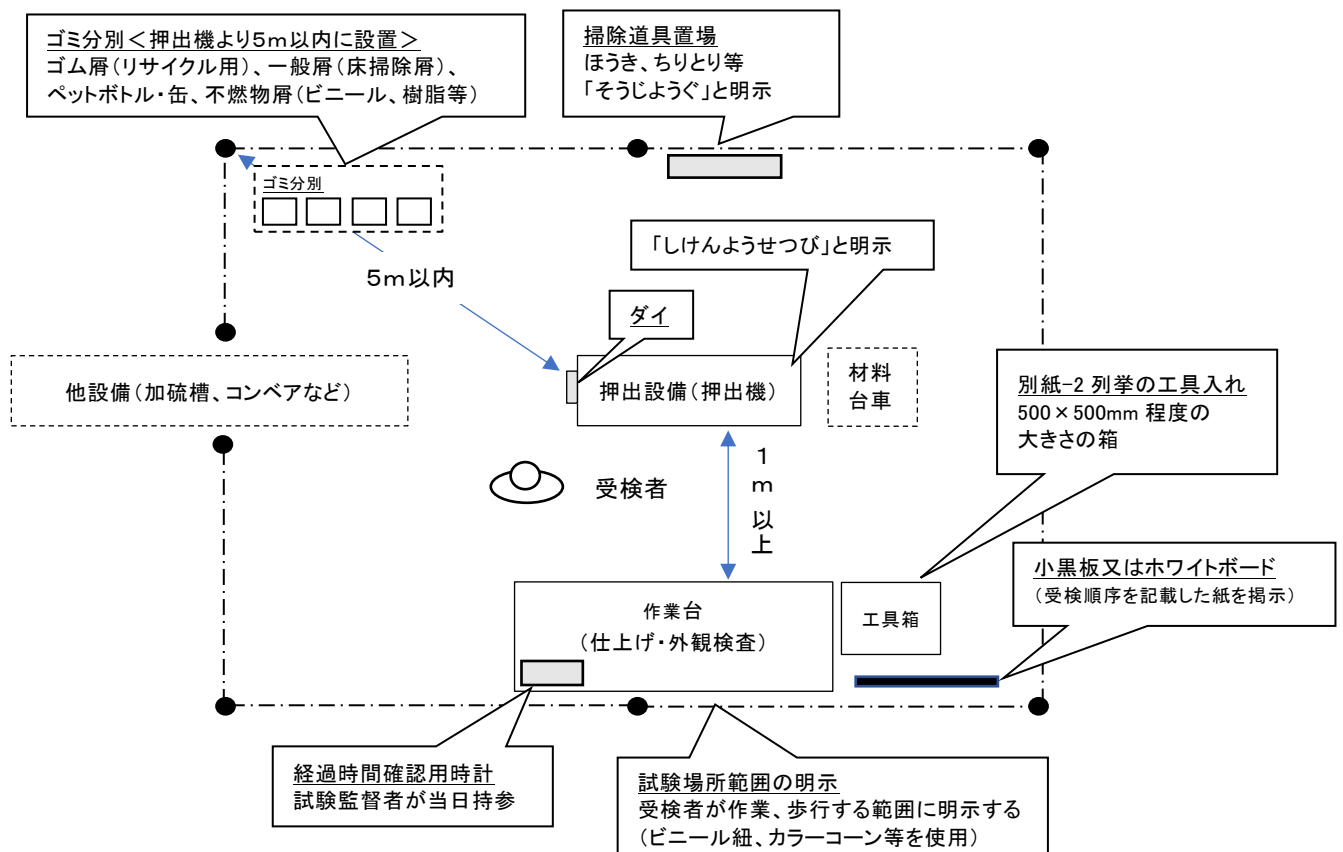 ゴミ分別＜押出機より5m以内に設置＞
ゴム屑（リサイクル用）、一般屑（床掃除屑）、
ペットボトル・缶、不燃物屑（ビニール、樹脂等）
掃除道具置場
ほうき、ちりとり等
「そうじようぐ」と明示
ゴミ分別
「しけんようせつび」と明示
5m以内
ダイ
他設備（加硫槽、コンベアなど）
押出設備（押出機）
材料
台車
別紙-2 列挙の工具入れ
500×500mm 程度の
大きさの箱
受検者
1m以上
小黒板又はホワイトボード
（受検順序を記載した紙を掲示）
作業台
（仕上げ・外観検査）
工具箱
経過時間確認用時計
試験監督者が当日持参
試験場所範囲の明示
受検者が作業、歩行する範囲に明示する
（ビニール紐、カラーコーン等を使用）